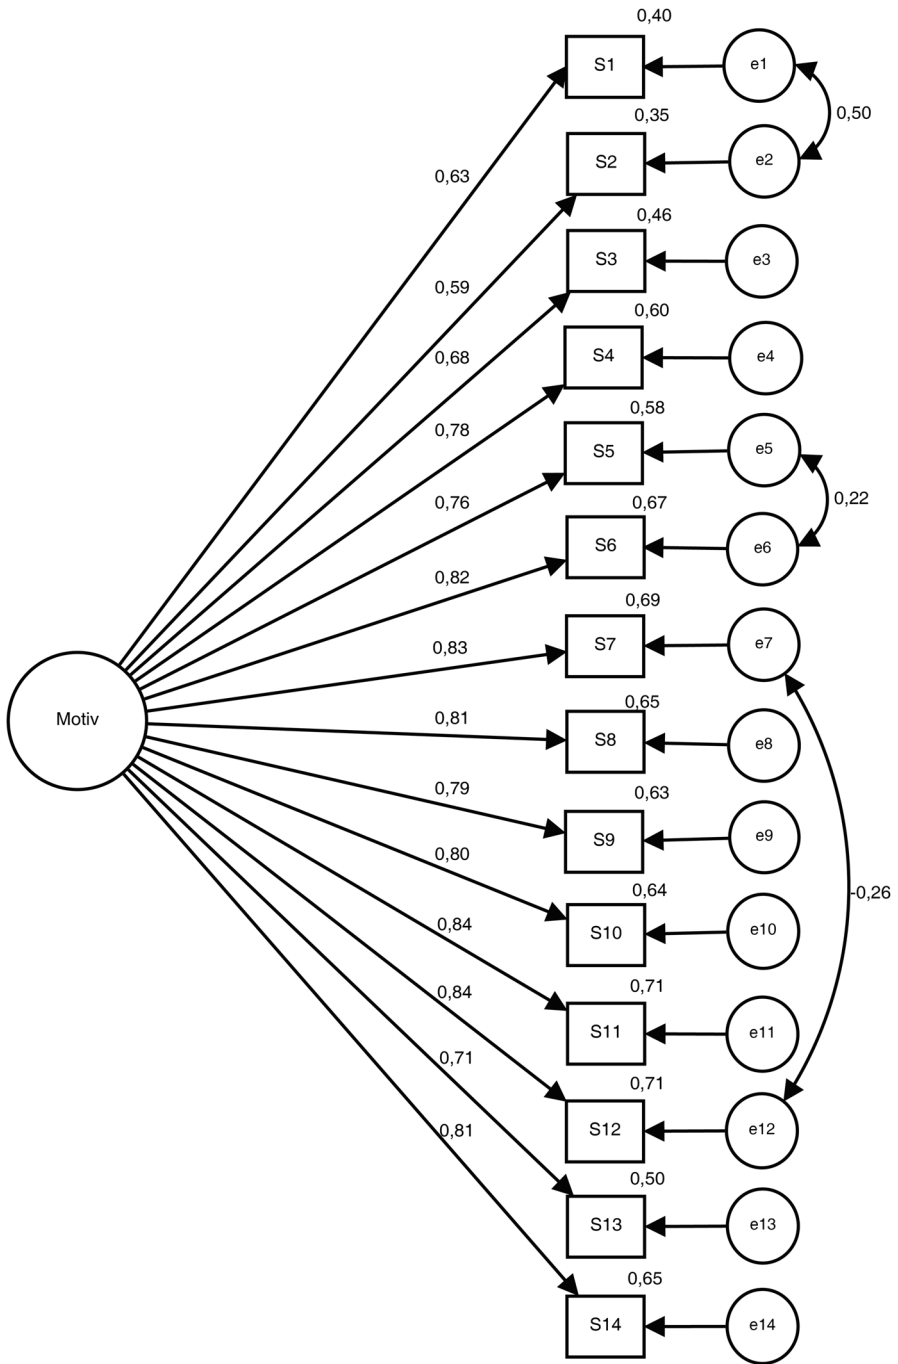 0,40
S1
e1
0,50
0,35
S2
e2
0,63
0,46
S3
e3
0,59
0,60
S4
e4
0,68
0,58
S5
e5
0,78
0,22
0,67
S6
e6
0,76
0,82
0,69
S7
e7
0,83
Motiv
0,65
S8
e8
0,81
0,63
S9
e9
0,79
0,64
S10
e10
0,80
-0,26
0,71
S11
e11
0,84
0,71
S12
e12
0,84
0,50
S13
e13
0,71
0,65
S14
e14
0,81